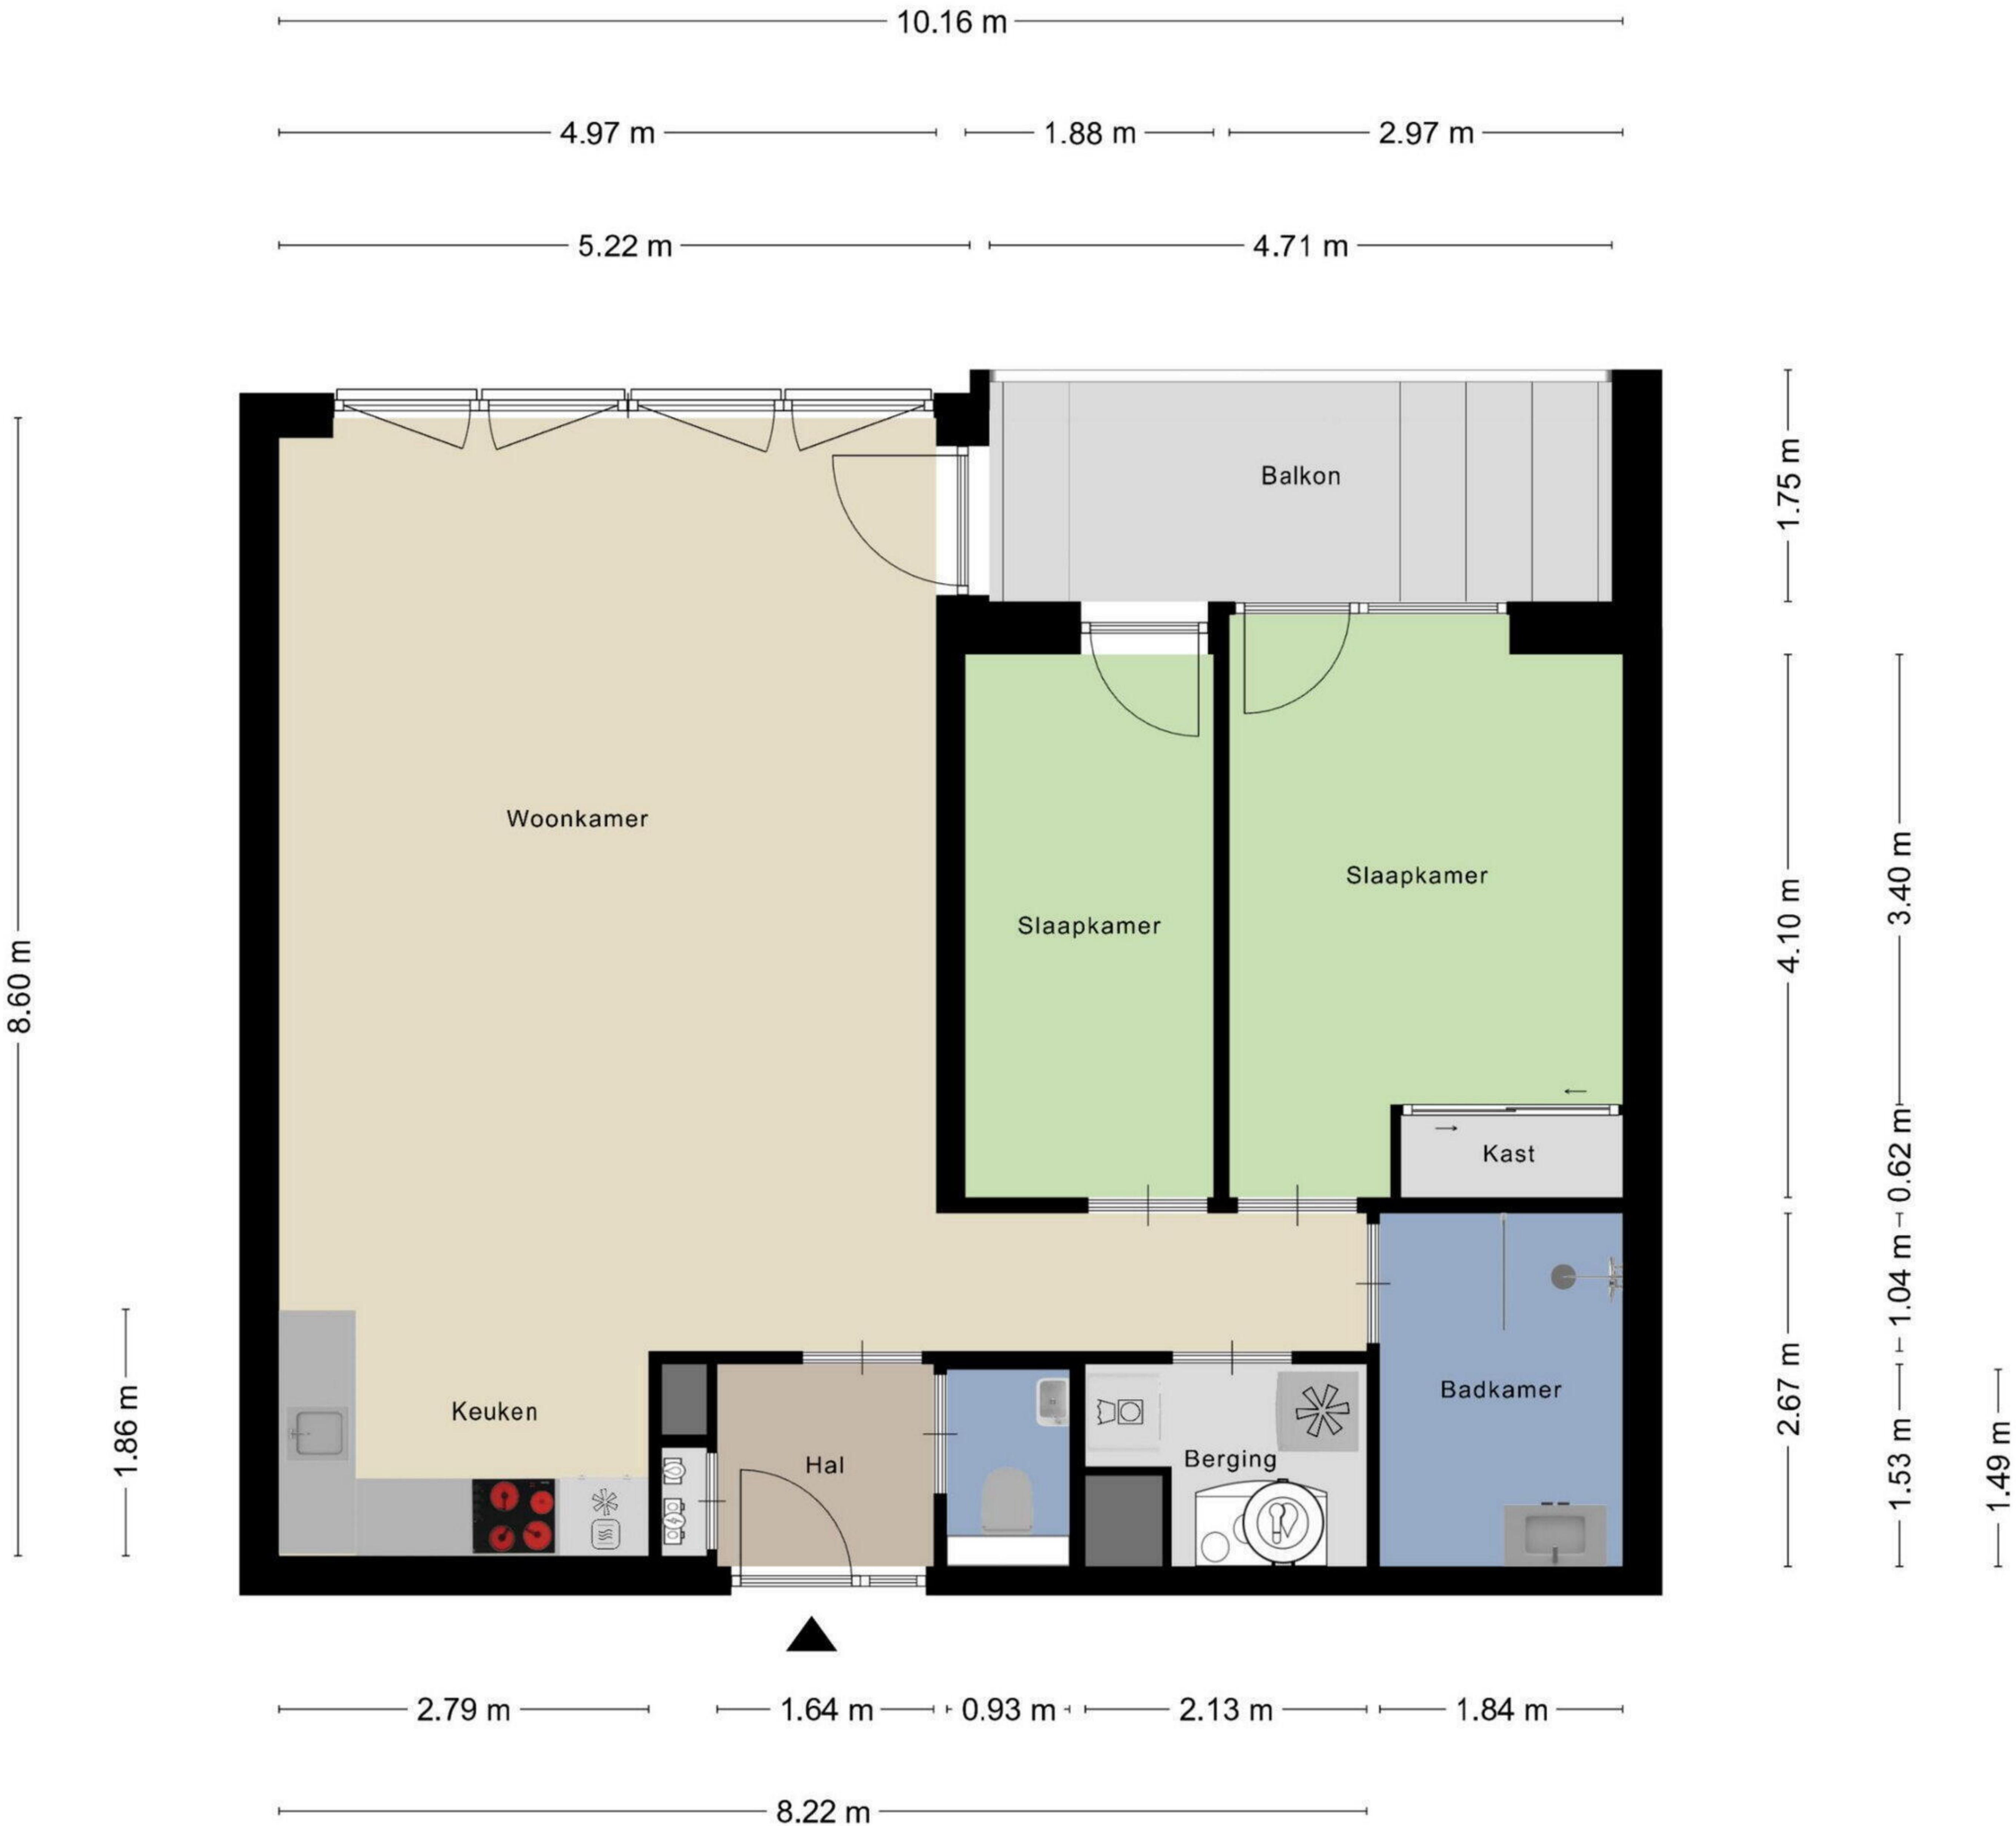 10.16 m
4.97 m
1.88 m
2.97 m
5.22 m
4.71 m
Balkon
1.75 m
Woonkamer
Slaapkamer
Slaapkamer
8.60 m
4.10 m
3.40 m
Kast
0.62 m
1.04 m
Keuken
Hal
Berging
Badkamer
1.86 m
2.67 m
1.53 m
1.49 m
2.79 m
1.64 m
0.93 m
2.13 m
1.84 m
8.22 m